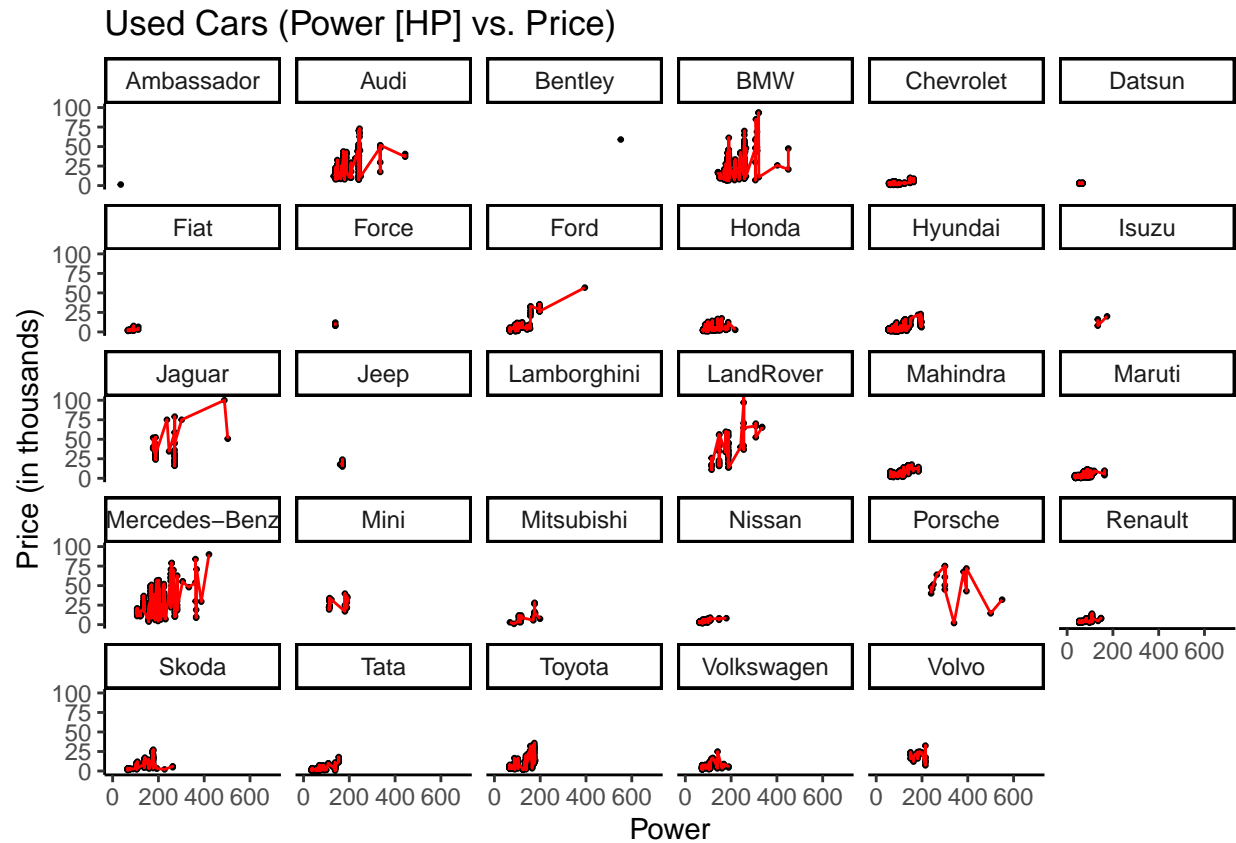 Used Cars (Power [HP] vs. Price)
Ambassador Audi Bentley BMW Chevrolet Datsun
100
75
50
25
0
Fiat Force Ford Honda Hyundai Isuzu
100
75
50
25
0
Jaguar Jeep Lamborghini LandRover Mahindra Maruti
100
75
50
25
0
Mercedes−Benz Mini Mitsubishi Nissan Porsche Renault
100
75
50
25
0
0 200 400 600
Skoda Tata Toyota Volkswagen Volvo
100
75
50
25
0
0 200 400 600 0 200 400 600 0 200 400 600 0 200 400 600 0 200 400 600
Power
Price (in thousands)